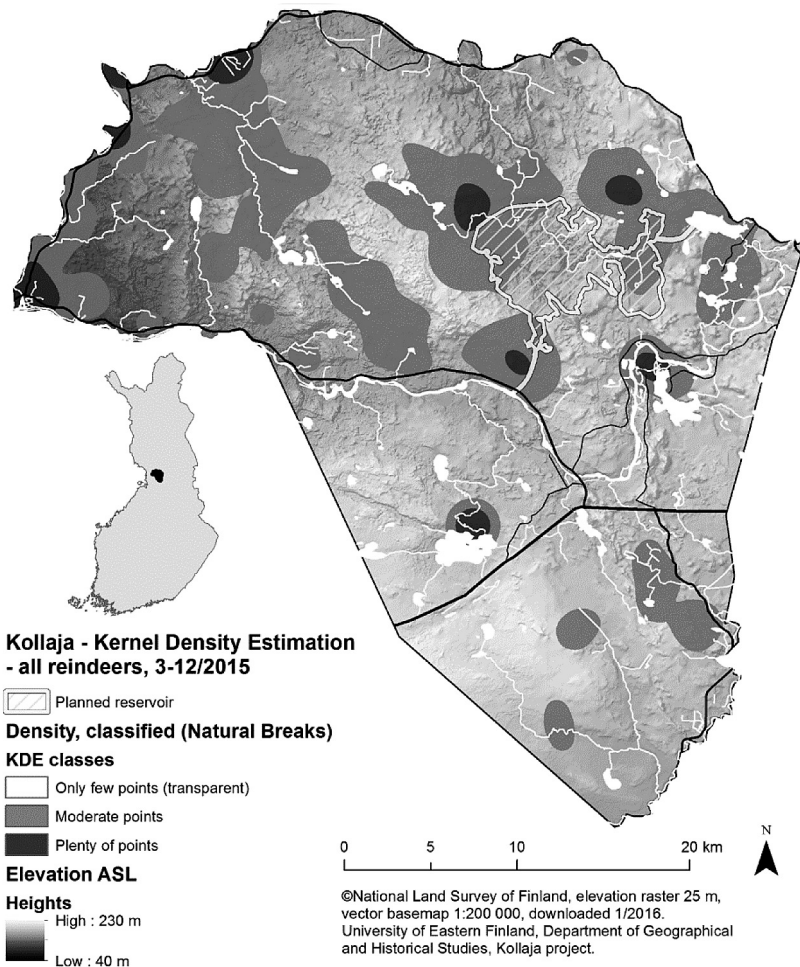 Kollaja - Kernel Density Estimation
- all reindeers, 3-12/2015
Planned reservoir
Density, classified (Natural Breaks)
KDE classes
Only few points (transparent)
Moderate points
Plenty of points
Elevation ASL
Heights
High : 230 m
Low : 40 m
0 5 10 20 km
N
©National Land Survey of Finland, elevation raster 25 m,
vector basemap 1:200 000, downloaded 1/2016.
University of Eastern Finland, Department of Geographical
and Historical Studies, Kollaja project.